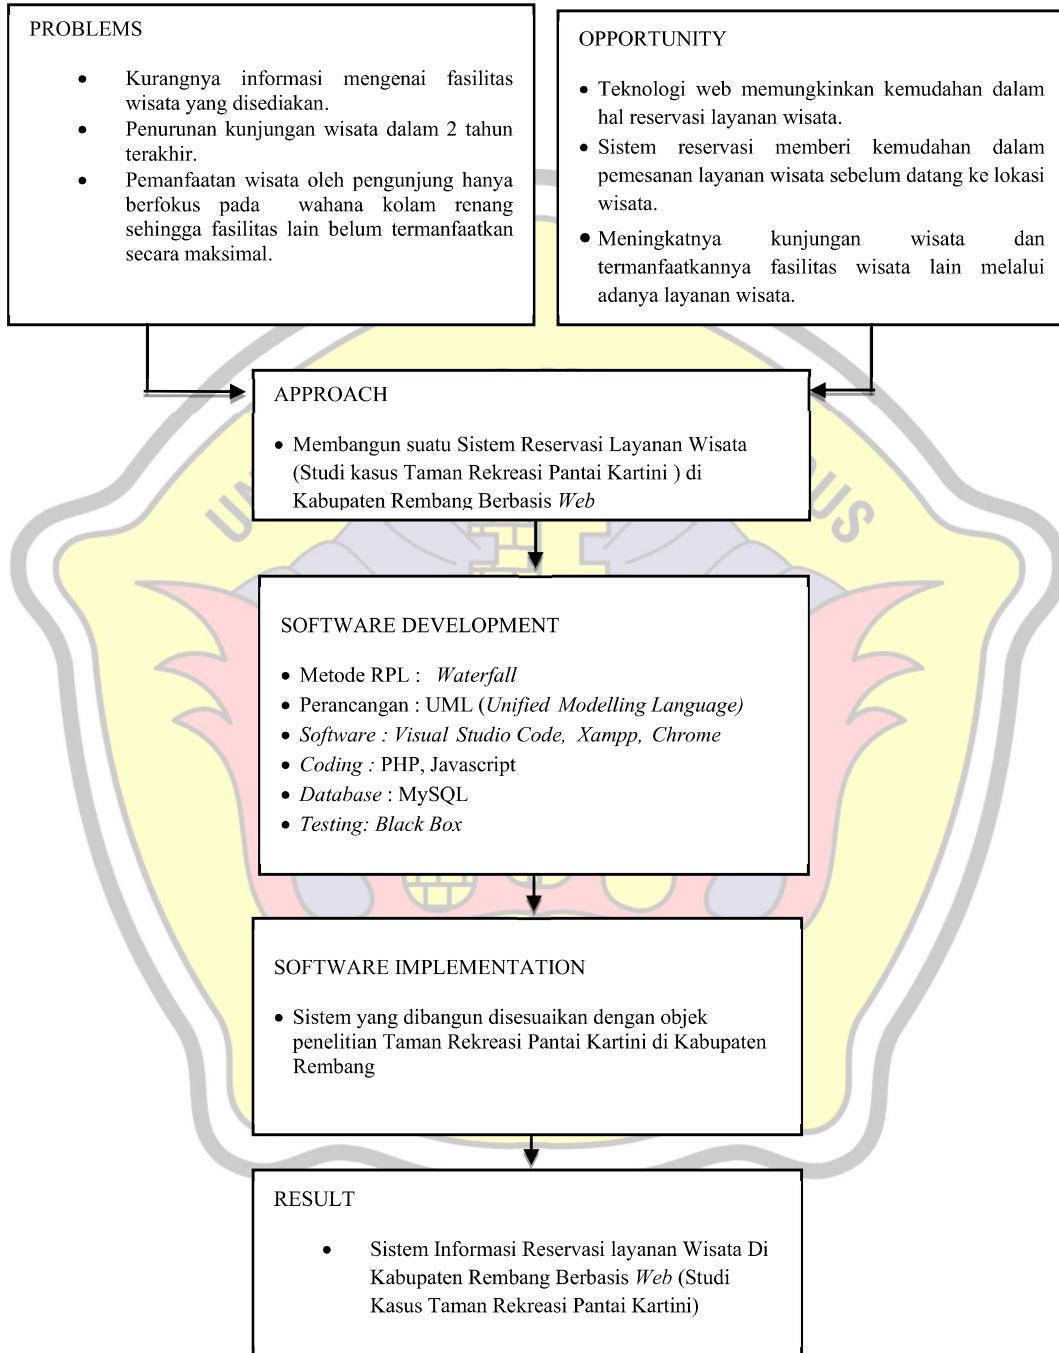 PROBLEMS
• Kurangnya informasi mengenai fasilitas
wisata yang disediakan.
• Penurunan kunjungan wisata dalam 2 tahun
terakhir.
• Pemanfaatan wisata oleh pengunjung hanya
berfokus pada wahana kolam renang
sehingga fasilitas lain belum termanfaatkan
secara maksimal.
OPPORTUNITY
• Teknologi web memungkinkan kemudahan dalam
hal reservasi layanan wisata.
• Sistem reservasi memberi kemudahan dalam
pemesanan layanan wisata sebelum datang ke lokasi
wisata.
• Meningkatnya kunjungan wisata dan
termanfaatkannya fasilitas wisata lain melalui
adanya layanan wisata.
APPROACH
• Membangun suatu Sistem Reservasi Layanan Wisata
(Studi kasus Taman Rekreasi Pantai Kartini ) di
Kabupaten Rembang Berbasis Web
UN
US
SOFTWARE DEVELOPMENT
• Metode RPL : Waterfall
• Perancangan : UML (Unified Modelling Language)
• Software : Visual Studio Code, Xampp, Chrome
• Coding : PHP, Javascript
• Database : MySQL
• Testing: Black Box
SOFTWARE IMPLEMENTATION
• Sistem yang dibangun disesuaikan dengan objek
penelitian Taman Rekreasi Pantai Kartini di Kabupaten
Rembang
RESULT
• Sistem Informasi Reservasi layanan Wisata Di
Kabupaten Rembang Berbasis Web (Studi
Kasus Taman Rekreasi Pantai Kartini)